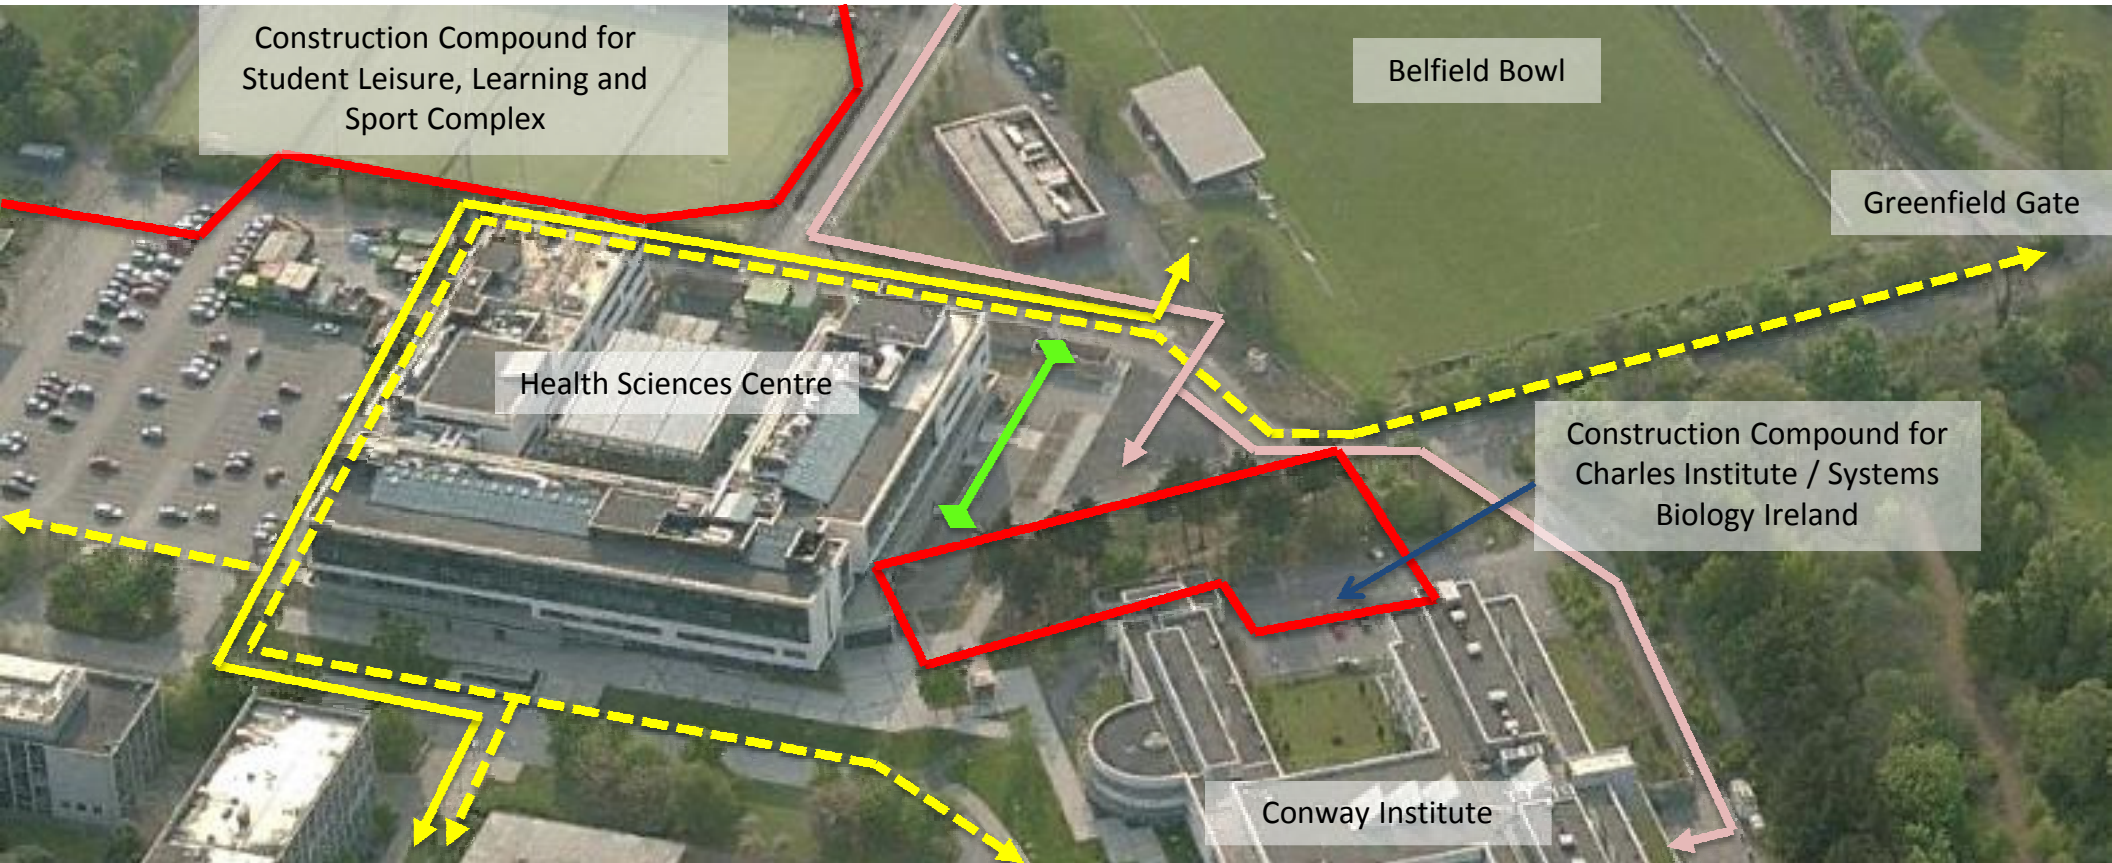 Construction Compound for
Student Leisure, Learning and
Sport Complex
Belfield Bowl
Greenfield Gate
Health Sciences Centre
Construction Compound for
Charles Institute / Systems
Biology Ireland
Conway Institute